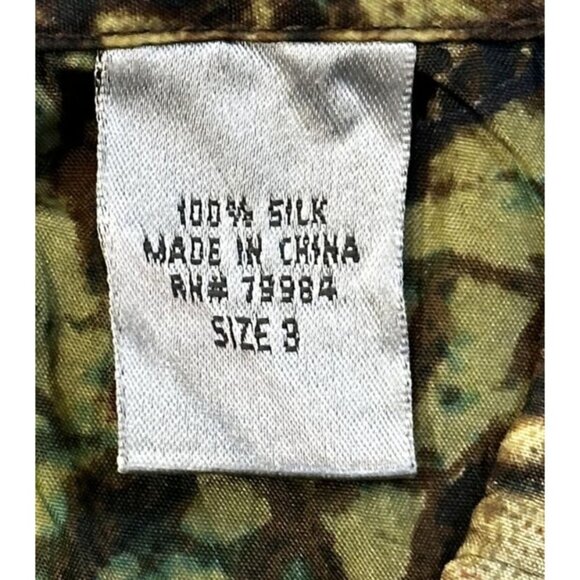 100% SILK
MADE IN CHINA
RN# 79984
SIZE 3